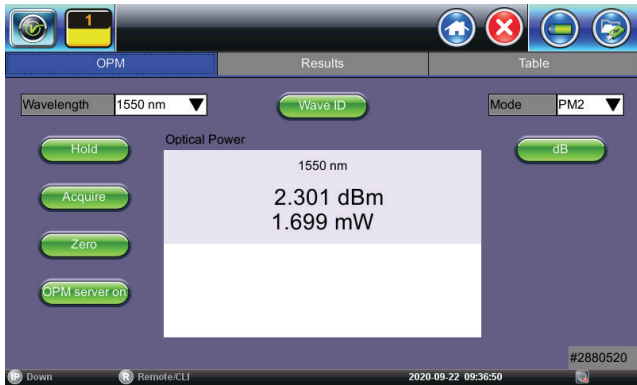 1
OPM Results Table
Wavelength 1550 nm Wave ID Mode PM2
Hold Optical Power dB
1550 nm
2.301 dBm
1.699 mW
Acquire
Zero
OPM server on
#2880520
IP Down R Remote/CLI 2020-09-22 09:36:50